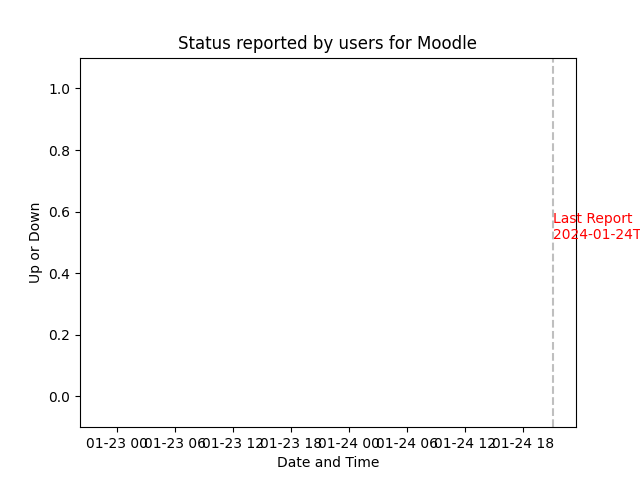 Status reported by users for Moodle
1.0
0.8
0.6
0.4
0.2
0.0
Up or Down
Last Report
2024-01-24T
01-23 00 01-23 06 01-23 12 01-23 18 01-24 00 01-24 06 01-24 12 01-24 18
Date and Time